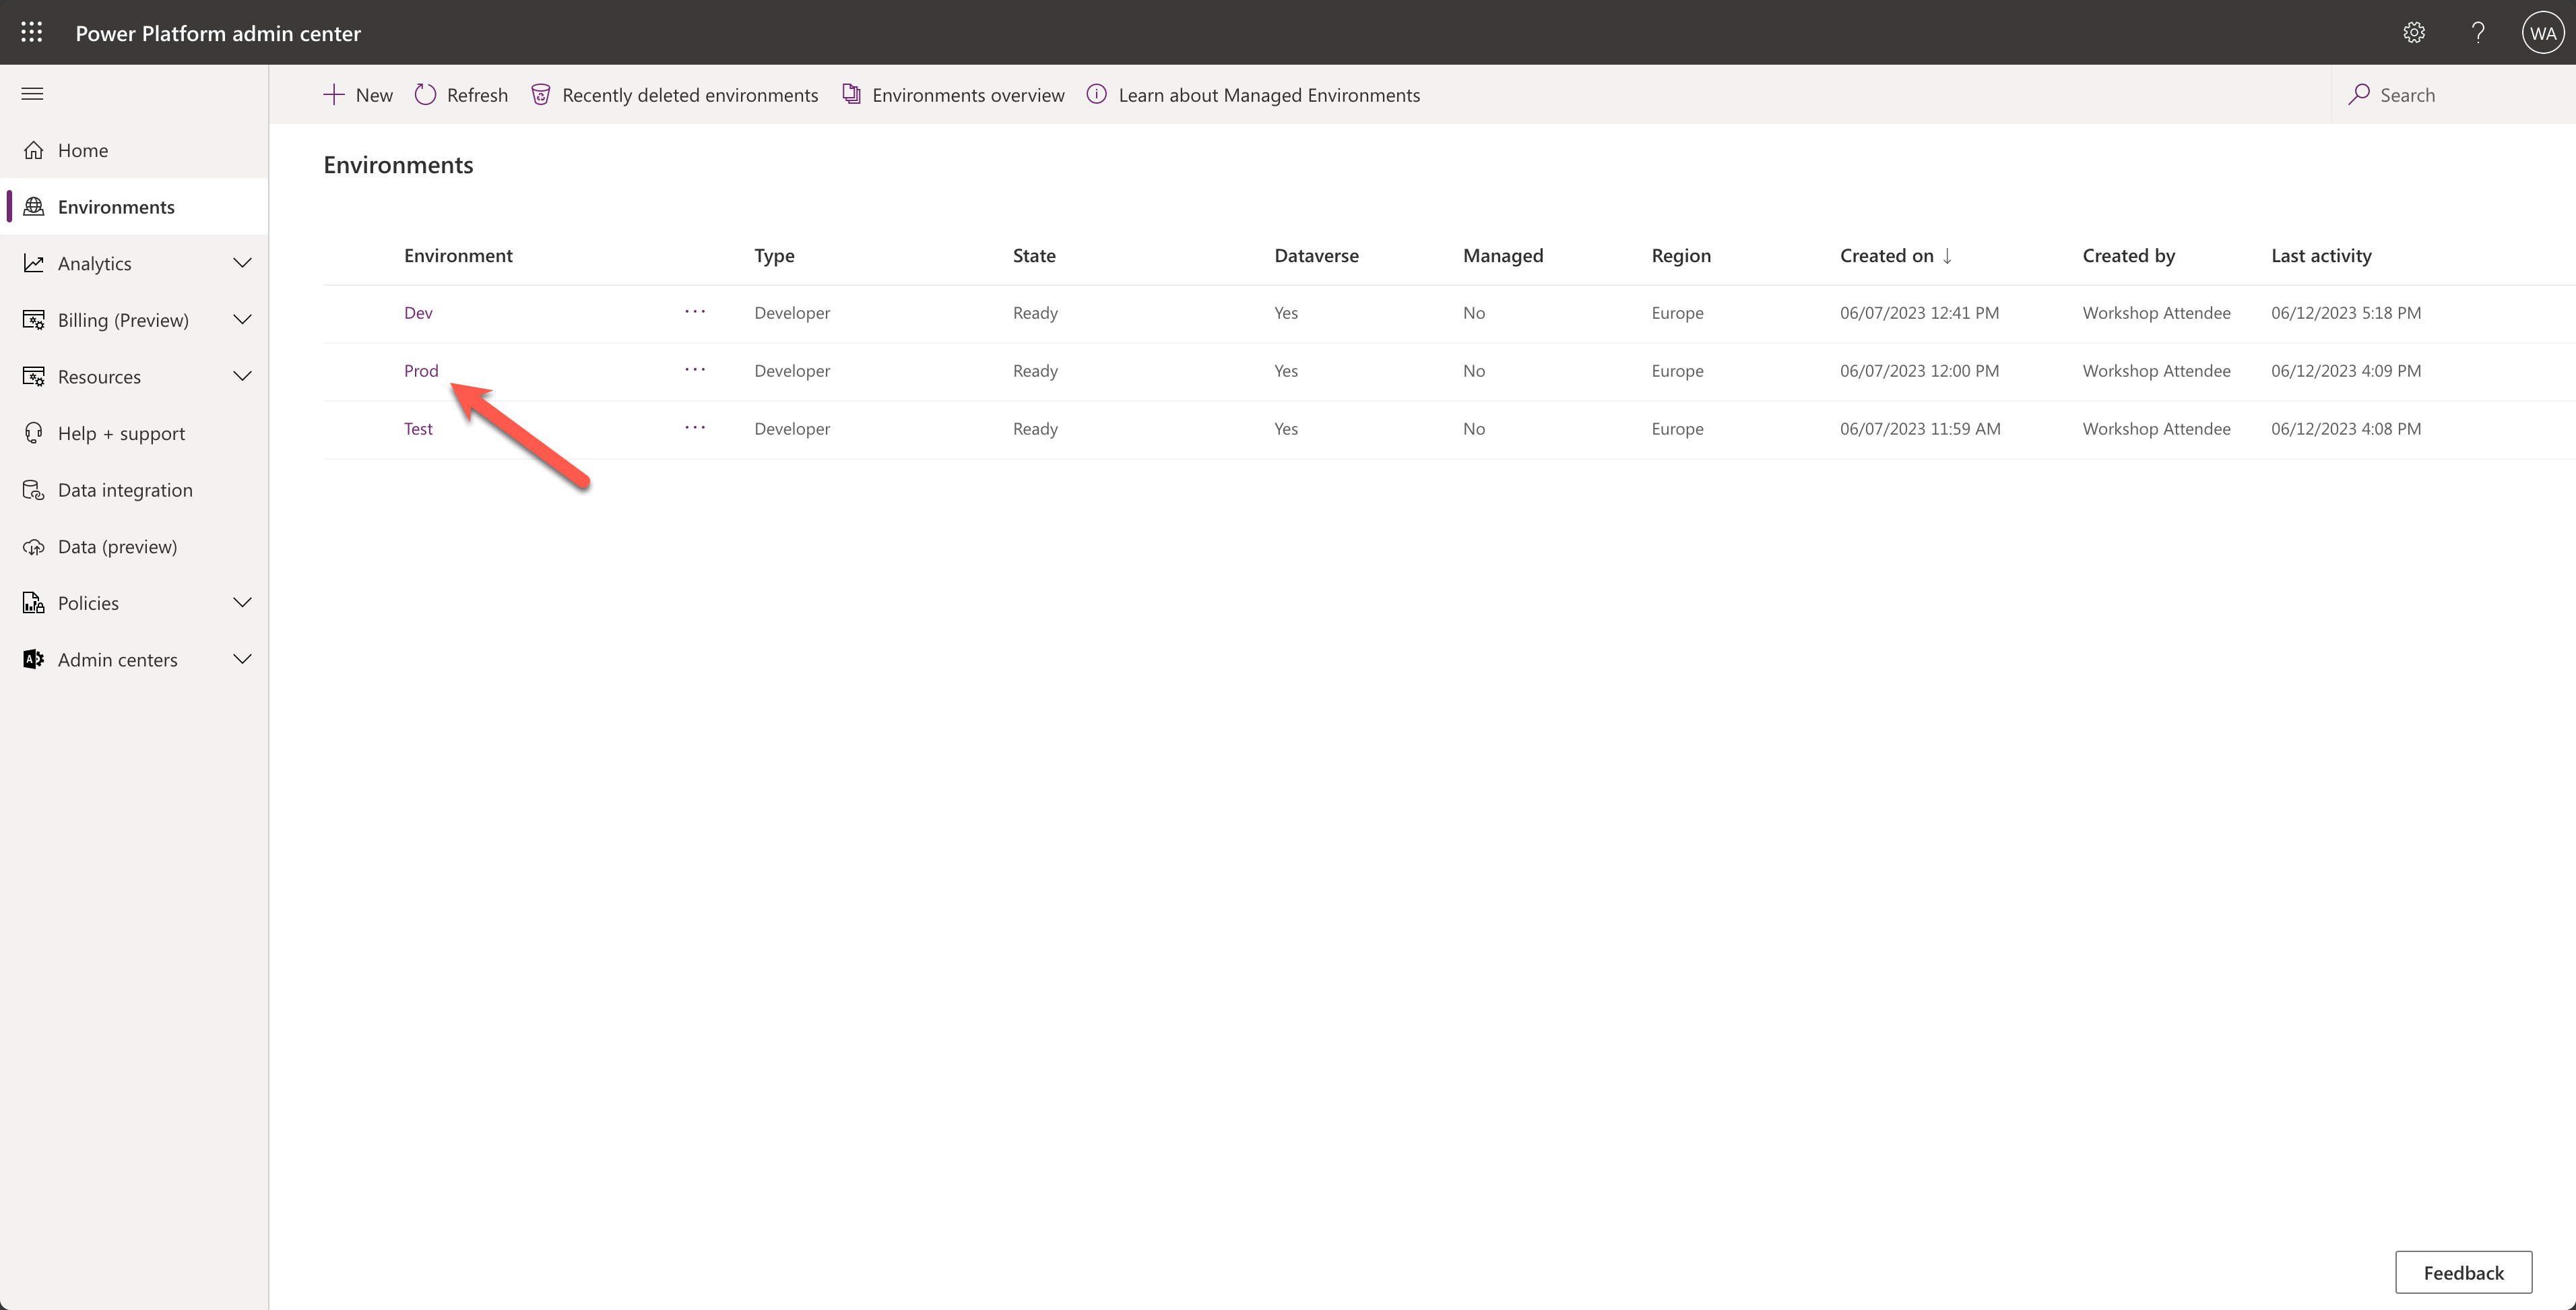 Power Platform admin center
WA
New Refresh Recently deleted environments Environments overview Learn about Managed Environments Search
Home
Environments
Analytics
Billing (Preview)
Resources
Help + support
Data integration
Data (preview)
Policies
Admin centers
Environments
Environment Type State Dataverse Managed Region Created on ↓ Created by Last activity
Dev ··· Developer Ready Yes No Europe 06/07/2023 12:41 PM Workshop Attendee 06/12/2023 5:18 PM
Prod ··· Developer Ready Yes No Europe 06/07/2023 12:00 PM Workshop Attendee 06/12/2023 4:09 PM
Test ··· Developer Ready Yes No Europe 06/07/2023 11:59 AM Workshop Attendee 06/12/2023 4:08 PM
Feedback